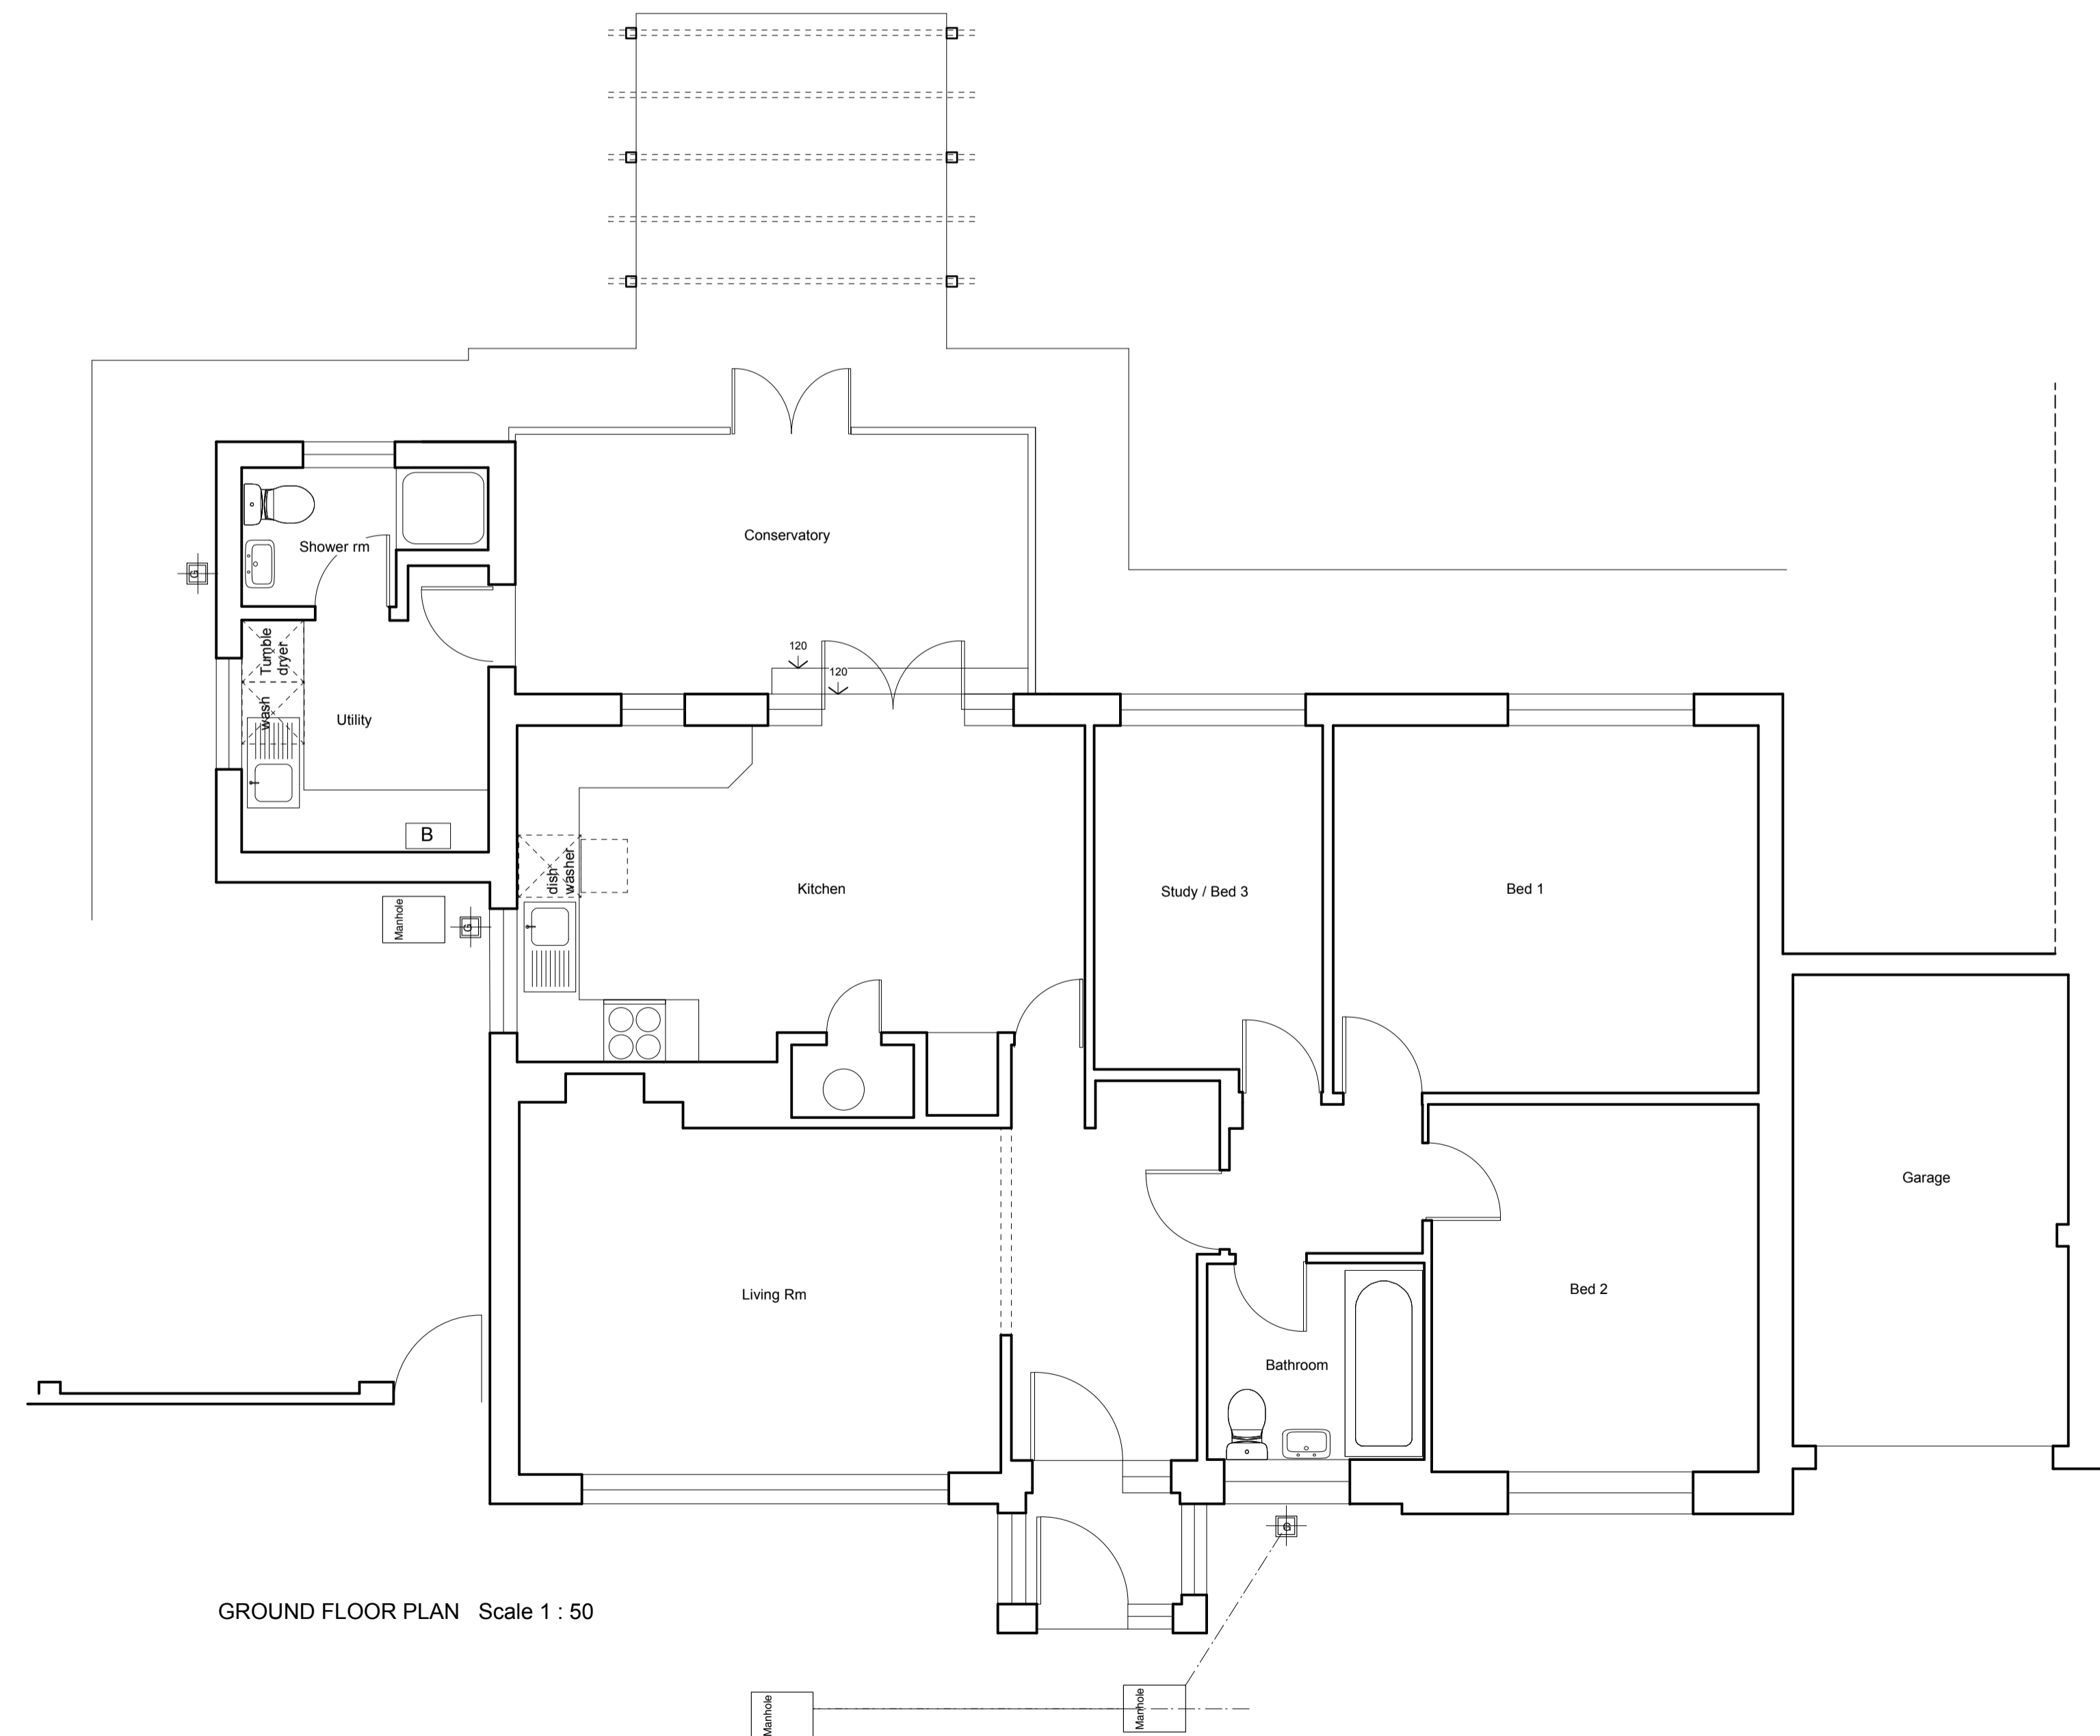 Conservatory
Shower rm
G
120
120
Tumble
dryer
wash
Utility
B
Kitchen
dish
washer
Study / Bed 3
Bed 1
Manhole
G
Garage
Living Rm
Bed 2
Bathroom
G
GROUND FLOOR PLAN Scale 1 : 50
Manhole
Manhole